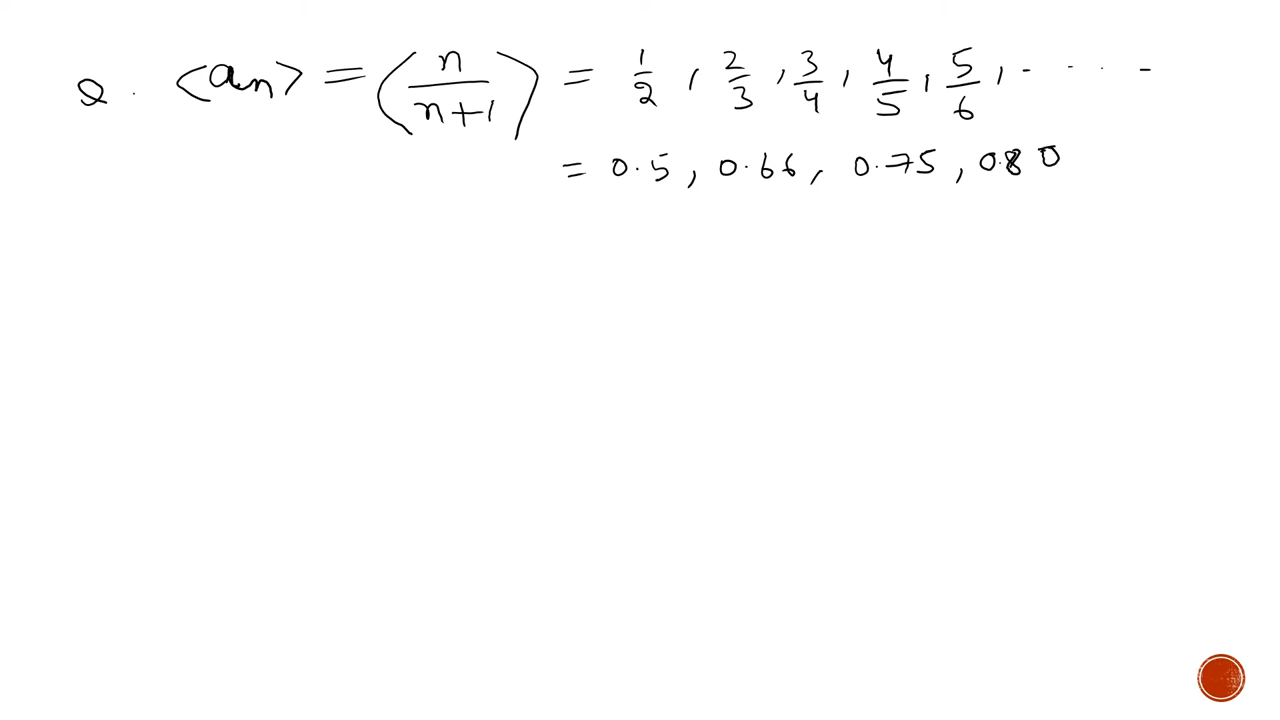 Q. <an> = (n/(n+1)) = 1/2, 2/3, 3/4, 4/5, 5/6, - - - -
= 0.5, 0.66, 0.75, 0.80